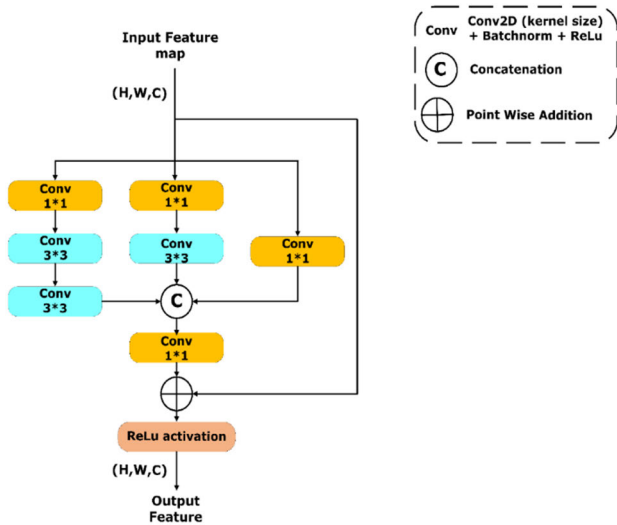 Input Feature
map
(H,W,C)
Conv
1*1
Conv
3*3
Conv
3*3
Conv
1*1
Conv
3*3
Conv
1*1
C
Conv
1*1
ReLu activation
(H,W,C)
Output
Feature
Conv
Conv2D (kernel size)
+ Batchnorm + ReLu
C
Concatenation
Point Wise Addition